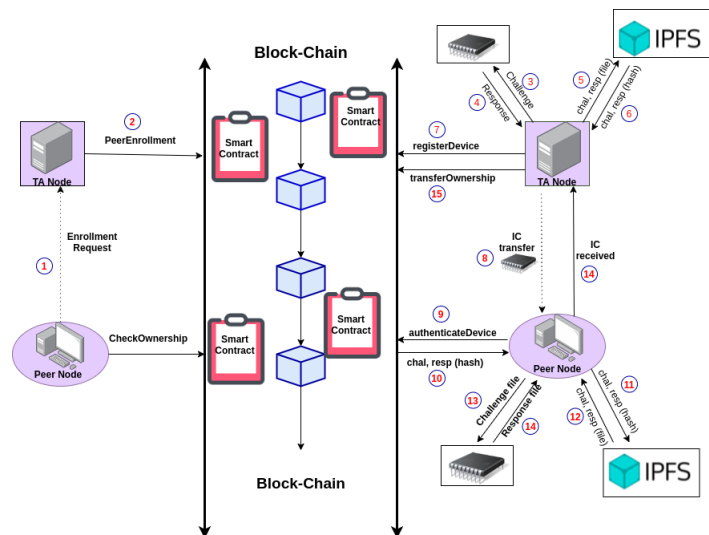 Block-Chain
IPFS
3
Challenge
4
Response
5
chal, resp (file)
chal, resp (hash)
6
2
PeerEnrollment
Smart
Contract
Smart
Contract
7
registerDevice
TA Node
TA Node
transferOwnership
15
1
Enrollment
Request
8
IC
transfer
IC
received
14
CheckOwnership
Smart
Contract
Smart
Contract
9
authenticateDevice
Peer Node
Peer Node
chal, resp (hash)
10
13
Challenge file
Response file
14
11
chal, resp (hash)
12
chal, resp (file)
IPFS
Block-Chain